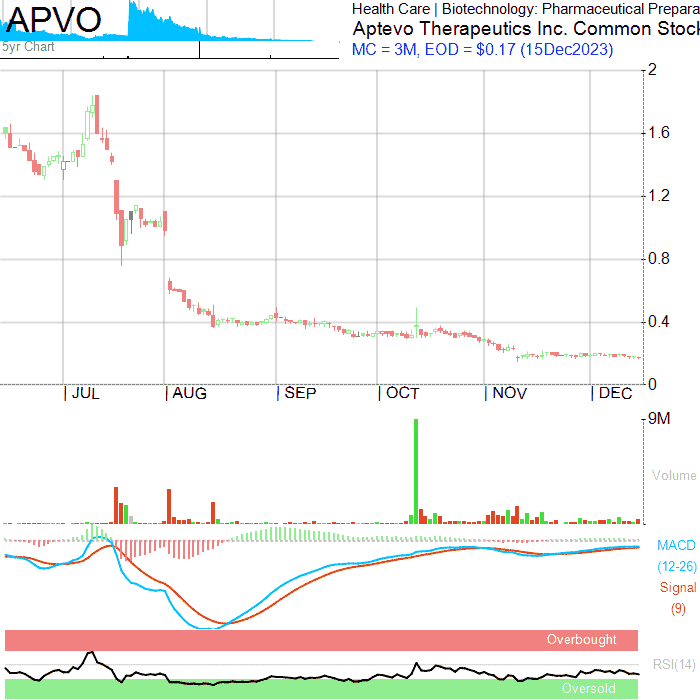 APVO
5yr Chart
Health Care | Biotechnology: Pharmaceutical Prepara
Aptevo Therapeutics Inc. Common Stock
MC = 3M, EOD = $0.17 (15Dec2023)
2
1.6
1.2
0.8
0.4
0
JUL AUG SEP OCT NOV DEC
9M
Volume
MACD
(12-26)
Signal
(9)
Overbought
RSI(14)
Oversold